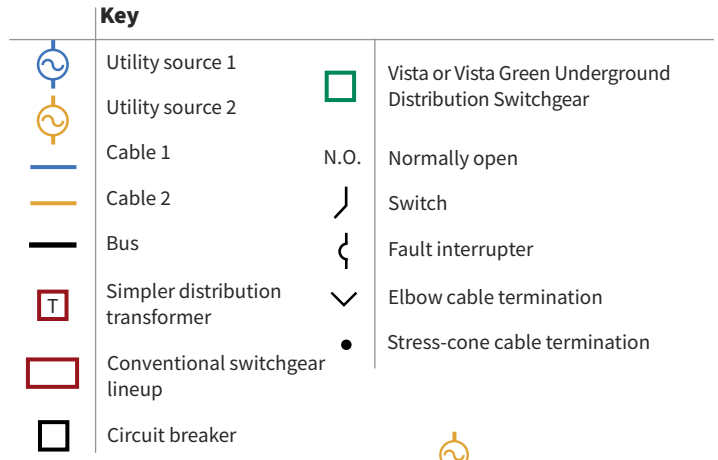 Key
Utility source 1
Utility source 2
Cable 1
Cable 2
Bus
T
Simpler distribution
transformer
Conventional switchgear
lineup
Circuit breaker
Vista or Vista Green Underground
Distribution Switchgear
N.O.
Normally open
Switch
Fault interrupter
Elbow cable termination
Stress-cone cable termination